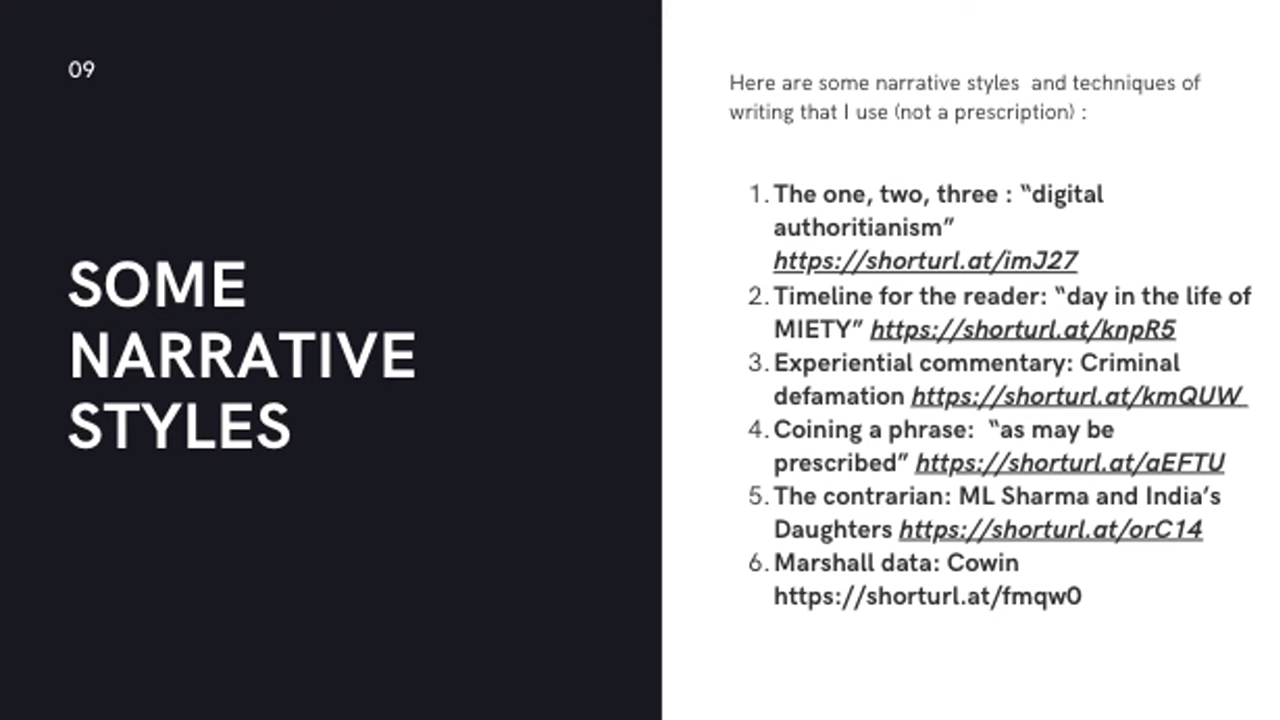 09
SOME
NARRATIVE
STYLES
Here are some narrative styles  and techniques of
writing that I use (not a prescription) :
1. The one, two, three : “digital
authoritianism”
https://shorturl.at/imJ27
2. Timeline for the reader: “day in the life of
MIETY” https://shorturl.at/knpR5
3. Experiential commentary: Criminal
defamation https://shorturl.at/kmQUW
4. Coining a phrase:  “as may be
prescribed” https://shorturl.at/aEFTU
5. The contrarian: ML Sharma and India’s
Daughters https://shorturl.at/orC14
6. Marshall data: Cowin
https://shorturl.at/fmqw0